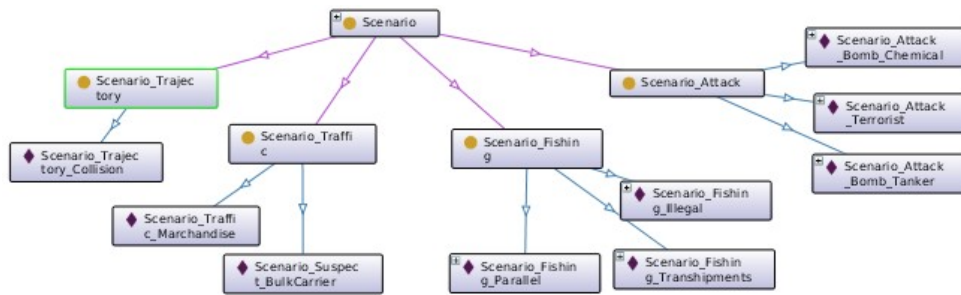 Scenario
Scenario_Trajec
tory
Scenario_Attack
Scenario_Attack
_Bomb_Chemical
Scenario_Attack
_Terrorist
Scenario_Traffi
c
Scenario_Fishin
g
Scenario_Trajec
tory_Collision
Scenario_Attack
_Bomb_Tanker
Scenario_Fishin
g_Illegal
Scenario_Traffi
c_Marchandise
Scenario_Suspec
t_BulkCarrier
Scenario_Fishin
g_Parallel
Scenario_Fishin
g_Transhipments